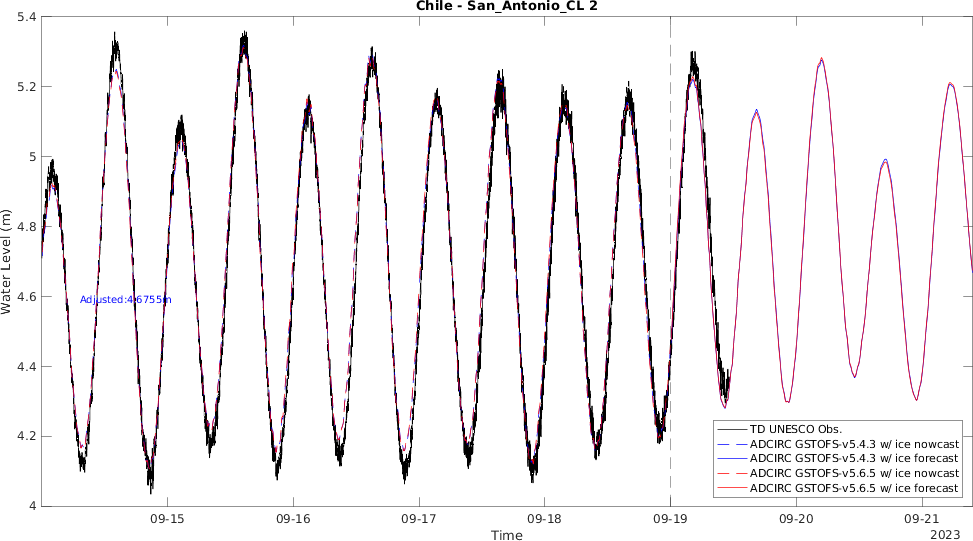 Chile - San_Antonio_CL 2
5.4
5.2
5
4.8
4.6
4.4
4.2
4
Water Level (m)
Adjusted:4.6755m
TD UNESCO Obs.
ADCIRC GSTOFS-v5.4.3 w/ ice nowcast
ADCIRC GSTOFS-v5.4.3 w/ ice forecast
ADCIRC GSTOFS-v5.6.5 w/ ice nowcast
ADCIRC GSTOFS-v5.6.5 w/ ice forecast
09-15 09-16 09-17 09-18 09-19 09-20 09-21
Time
2023